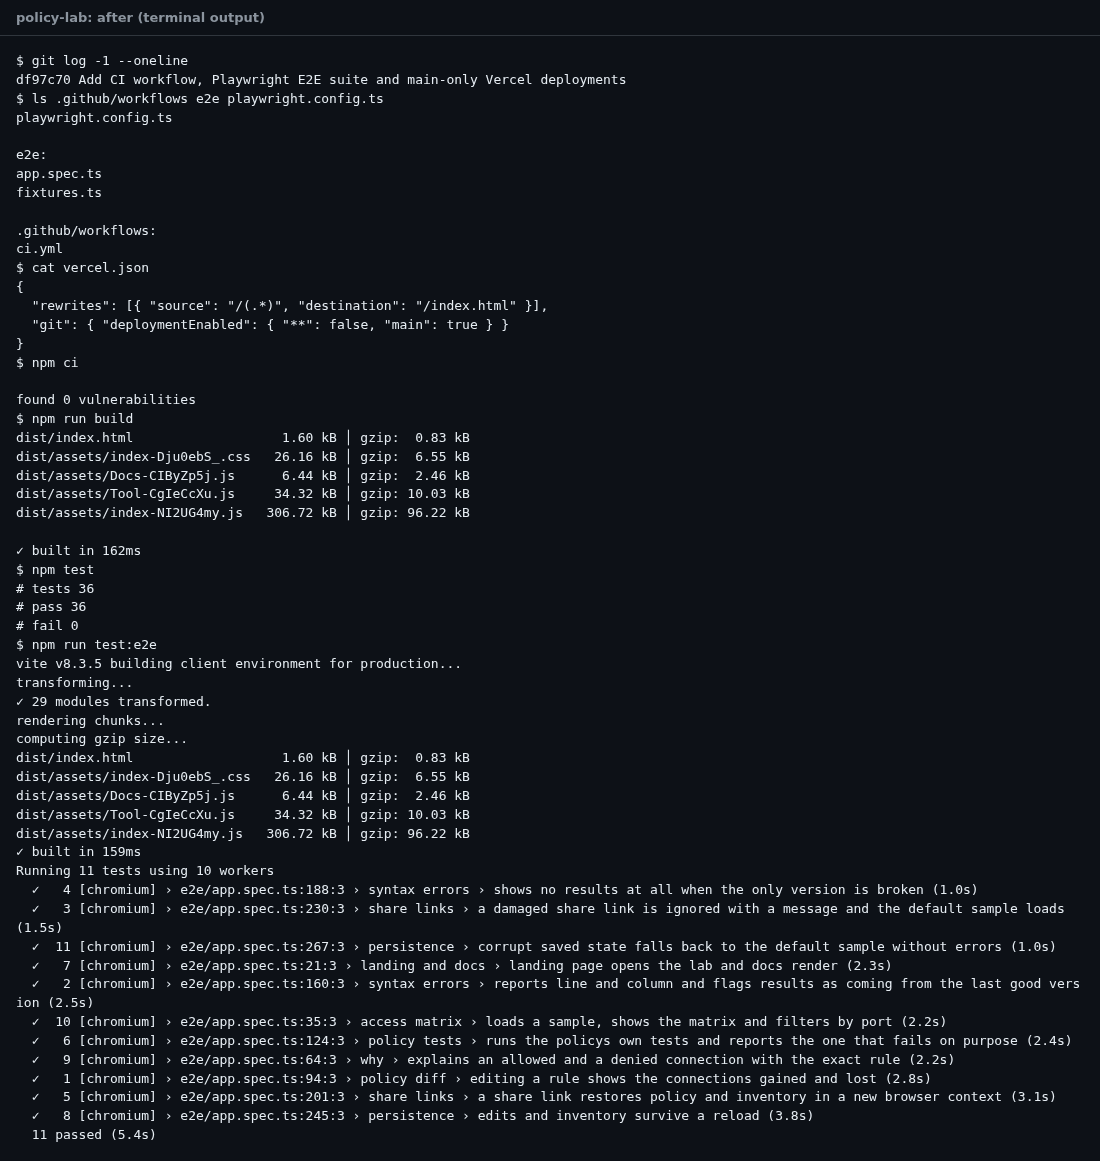 policy-lab: after (terminal output)
$ git log -1 --oneline
df97c70 Add CI workflow, Playwright E2E suite and main-only Vercel deployments
$ ls .github/workflows e2e playwright.config.ts
playwright.config.ts

e2e:
app.spec.ts
fixtures.ts

.github/workflows:
ci.yml
$ cat vercel.json
{
  "rewrites": [{ "source": "/(.*)", "destination": "/index.html" }],
  "git": { "deploymentEnabled": { "**": false, "main": true } }
}
$ npm ci

found 0 vulnerabilities
$ npm run build
dist/index.html                   1.60 kB │ gzip:  0.83 kB
dist/assets/index-Dju0ebS_.css   26.16 kB │ gzip:  6.55 kB
dist/assets/Docs-CIByZp5j.js      6.44 kB │ gzip:  2.46 kB
dist/assets/Tool-CgIeCcXu.js     34.32 kB │ gzip: 10.03 kB
dist/assets/index-NI2UG4my.js   306.72 kB │ gzip: 96.22 kB

✓ built in 162ms
$ npm test
# tests 36
# pass 36
# fail 0
$ npm run test:e2e
vite v8.3.5 building client environment for production...
transforming...
✓ 29 modules transformed.
rendering chunks...
computing gzip size...
dist/index.html                   1.60 kB │ gzip:  0.83 kB
dist/assets/index-Dju0ebS_.css   26.16 kB │ gzip:  6.55 kB
dist/assets/Docs-CIByZp5j.js      6.44 kB │ gzip:  2.46 kB
dist/assets/Tool-CgIeCcXu.js     34.32 kB │ gzip: 10.03 kB
dist/assets/index-NI2UG4my.js   306.72 kB │ gzip: 96.22 kB
✓ built in 159ms
Running 11 tests using 10 workers
  ✓   4 [chromium] › e2e/app.spec.ts:188:3 › syntax errors › shows no results at all when the only version is broken (1.0s)
  ✓   3 [chromium] › e2e/app.spec.ts:230:3 › share links › a damaged share link is ignored with a message and the default sample loads
(1.5s)
  ✓  11 [chromium] › e2e/app.spec.ts:267:3 › persistence › corrupt saved state falls back to the default sample without errors (1.0s)
  ✓   7 [chromium] › e2e/app.spec.ts:21:3 › landing and docs › landing page opens the lab and docs render (2.3s)
  ✓   2 [chromium] › e2e/app.spec.ts:160:3 › syntax errors › reports line and column and flags results as coming from the last good vers
ion (2.5s)
  ✓  10 [chromium] › e2e/app.spec.ts:35:3 › access matrix › loads a sample, shows the matrix and filters by port (2.2s)
  ✓   6 [chromium] › e2e/app.spec.ts:124:3 › policy tests › runs the policys own tests and reports the one that fails on purpose (2.4s)
  ✓   9 [chromium] › e2e/app.spec.ts:64:3 › why › explains an allowed and a denied connection with the exact rule (2.2s)
  ✓   1 [chromium] › e2e/app.spec.ts:94:3 › policy diff › editing a rule shows the connections gained and lost (2.8s)
  ✓   5 [chromium] › e2e/app.spec.ts:201:3 › share links › a share link restores policy and inventory in a new browser context (3.1s)
  ✓   8 [chromium] › e2e/app.spec.ts:245:3 › persistence › edits and inventory survive a reload (3.8s)
  11 passed (5.4s)